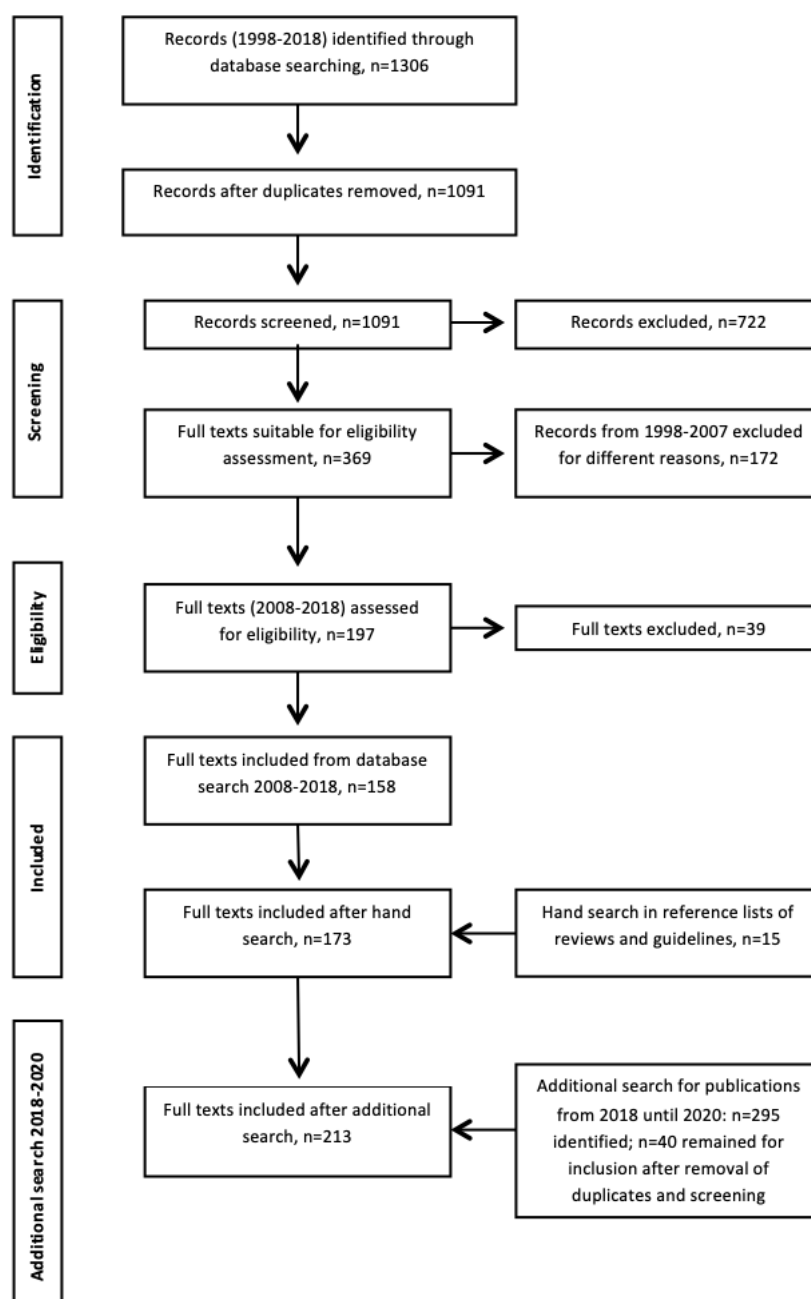 Identification
Records (1998-2018) identified through
database searching, n=1306
Records after duplicates removed, n=1091
Screening
Records screened, n=1091
Records excluded, n=722
Full texts suitable for eligibility
assessment, n=369
Records from 1998-2007 excluded
for different reasons, n=172
Eligibility
Full texts (2008-2018) assessed
for eligibility, n=197
Full texts excluded, n=39
Included
Full texts included from database
search 2008-2018, n=158
Full texts included after hand
search, n=173
Hand search in reference lists of
reviews and guidelines, n=15
Additional search 2018-2020
Full texts included after additional
search, n=213
Additional search for publications
from 2018 until 2020: n=295
identified; n=40 remained for
inclusion after removal of
duplicates and screening